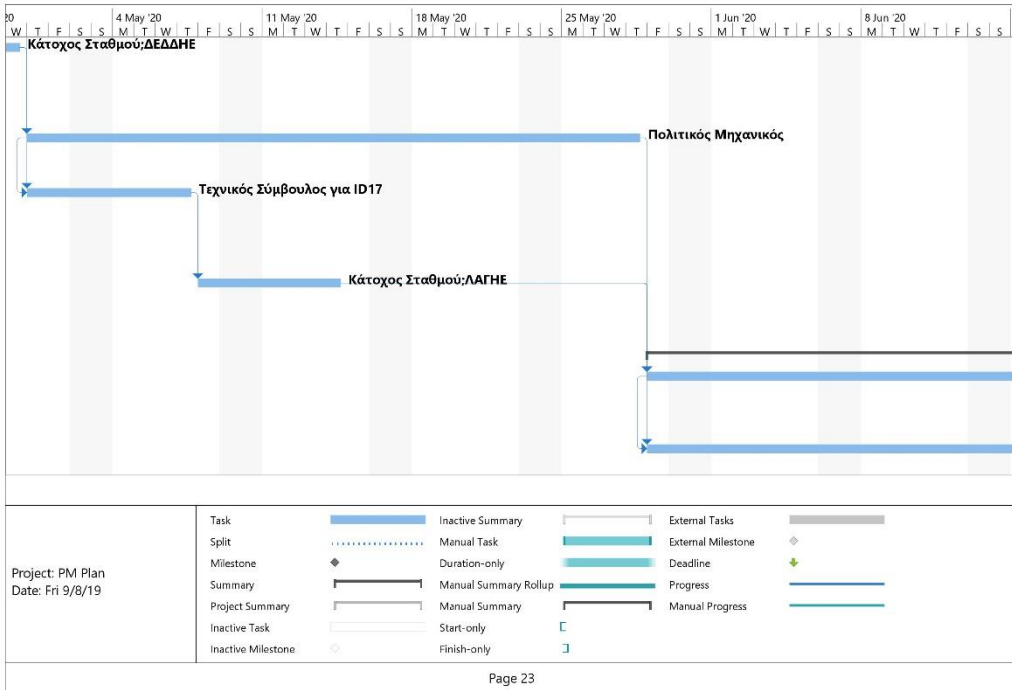 20 4 May '20 11 May '20 18 May '20 25 May '20 1 Jun '20 8 Jun '20
W T F S S M T W T F S S M T W T F S S M T W T F S S M T W T F S S M T W T F S S M T W T F S S
Κάτοχος Σταθμού;ΔΕΔΔΗΕ
Πολιτικός Μηχανικός
Τεχνικός Σύμβουλος για ID17
Κάτοχος Σταθμού;ΛΑΓΗΕ
Project: PM Plan
Date: Fri 9/8/19
Task
Split
Milestone
Summary
Project Summary
Inactive Task
Inactive Milestone
Inactive Summary
Manual Task
Duration-only
Manual Summary Rollup
Manual Summary
Start-only
Finish-only
External Tasks
External Milestone
Deadline
Progress
Manual Progress
Page 23